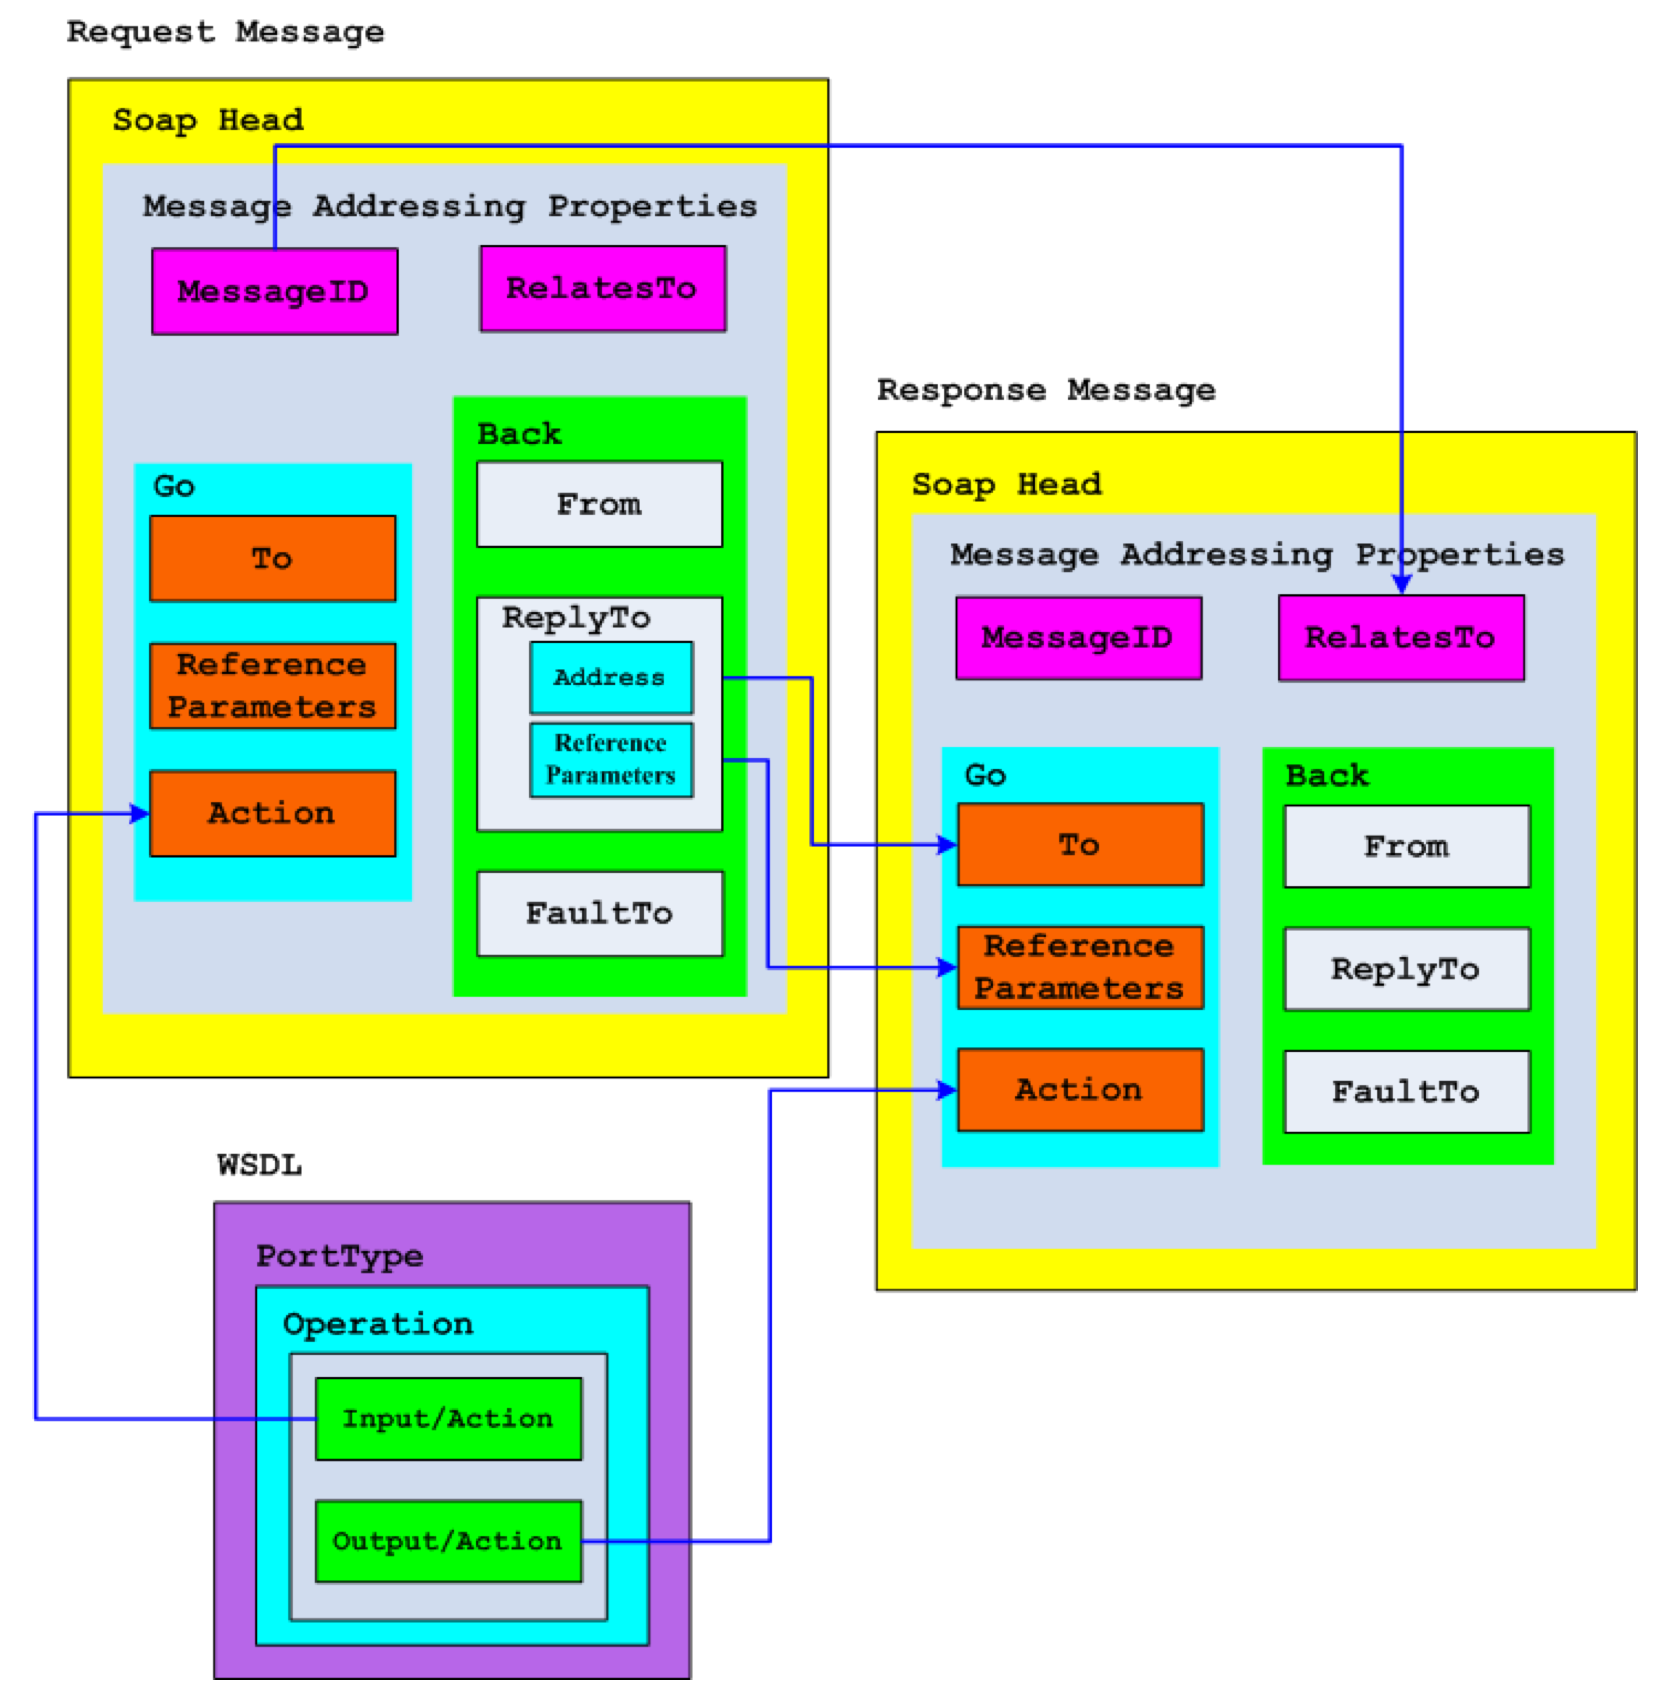 Request Message
Soap Head
Message Addressing Properties
MessageID
RelatesTo
Go
To
Reference
Parameters
Action
Back
From
ReplyTo
Address
Reference
Parameters
FaultTo
Response Message
Soap Head
Message Addressing Properties
MessageID
RelatesTo
Go
To
Reference
Parameters
Action
Back
From
ReplyTo
FaultTo
WSDL
PortType
Operation
Input/Action
Output/Action